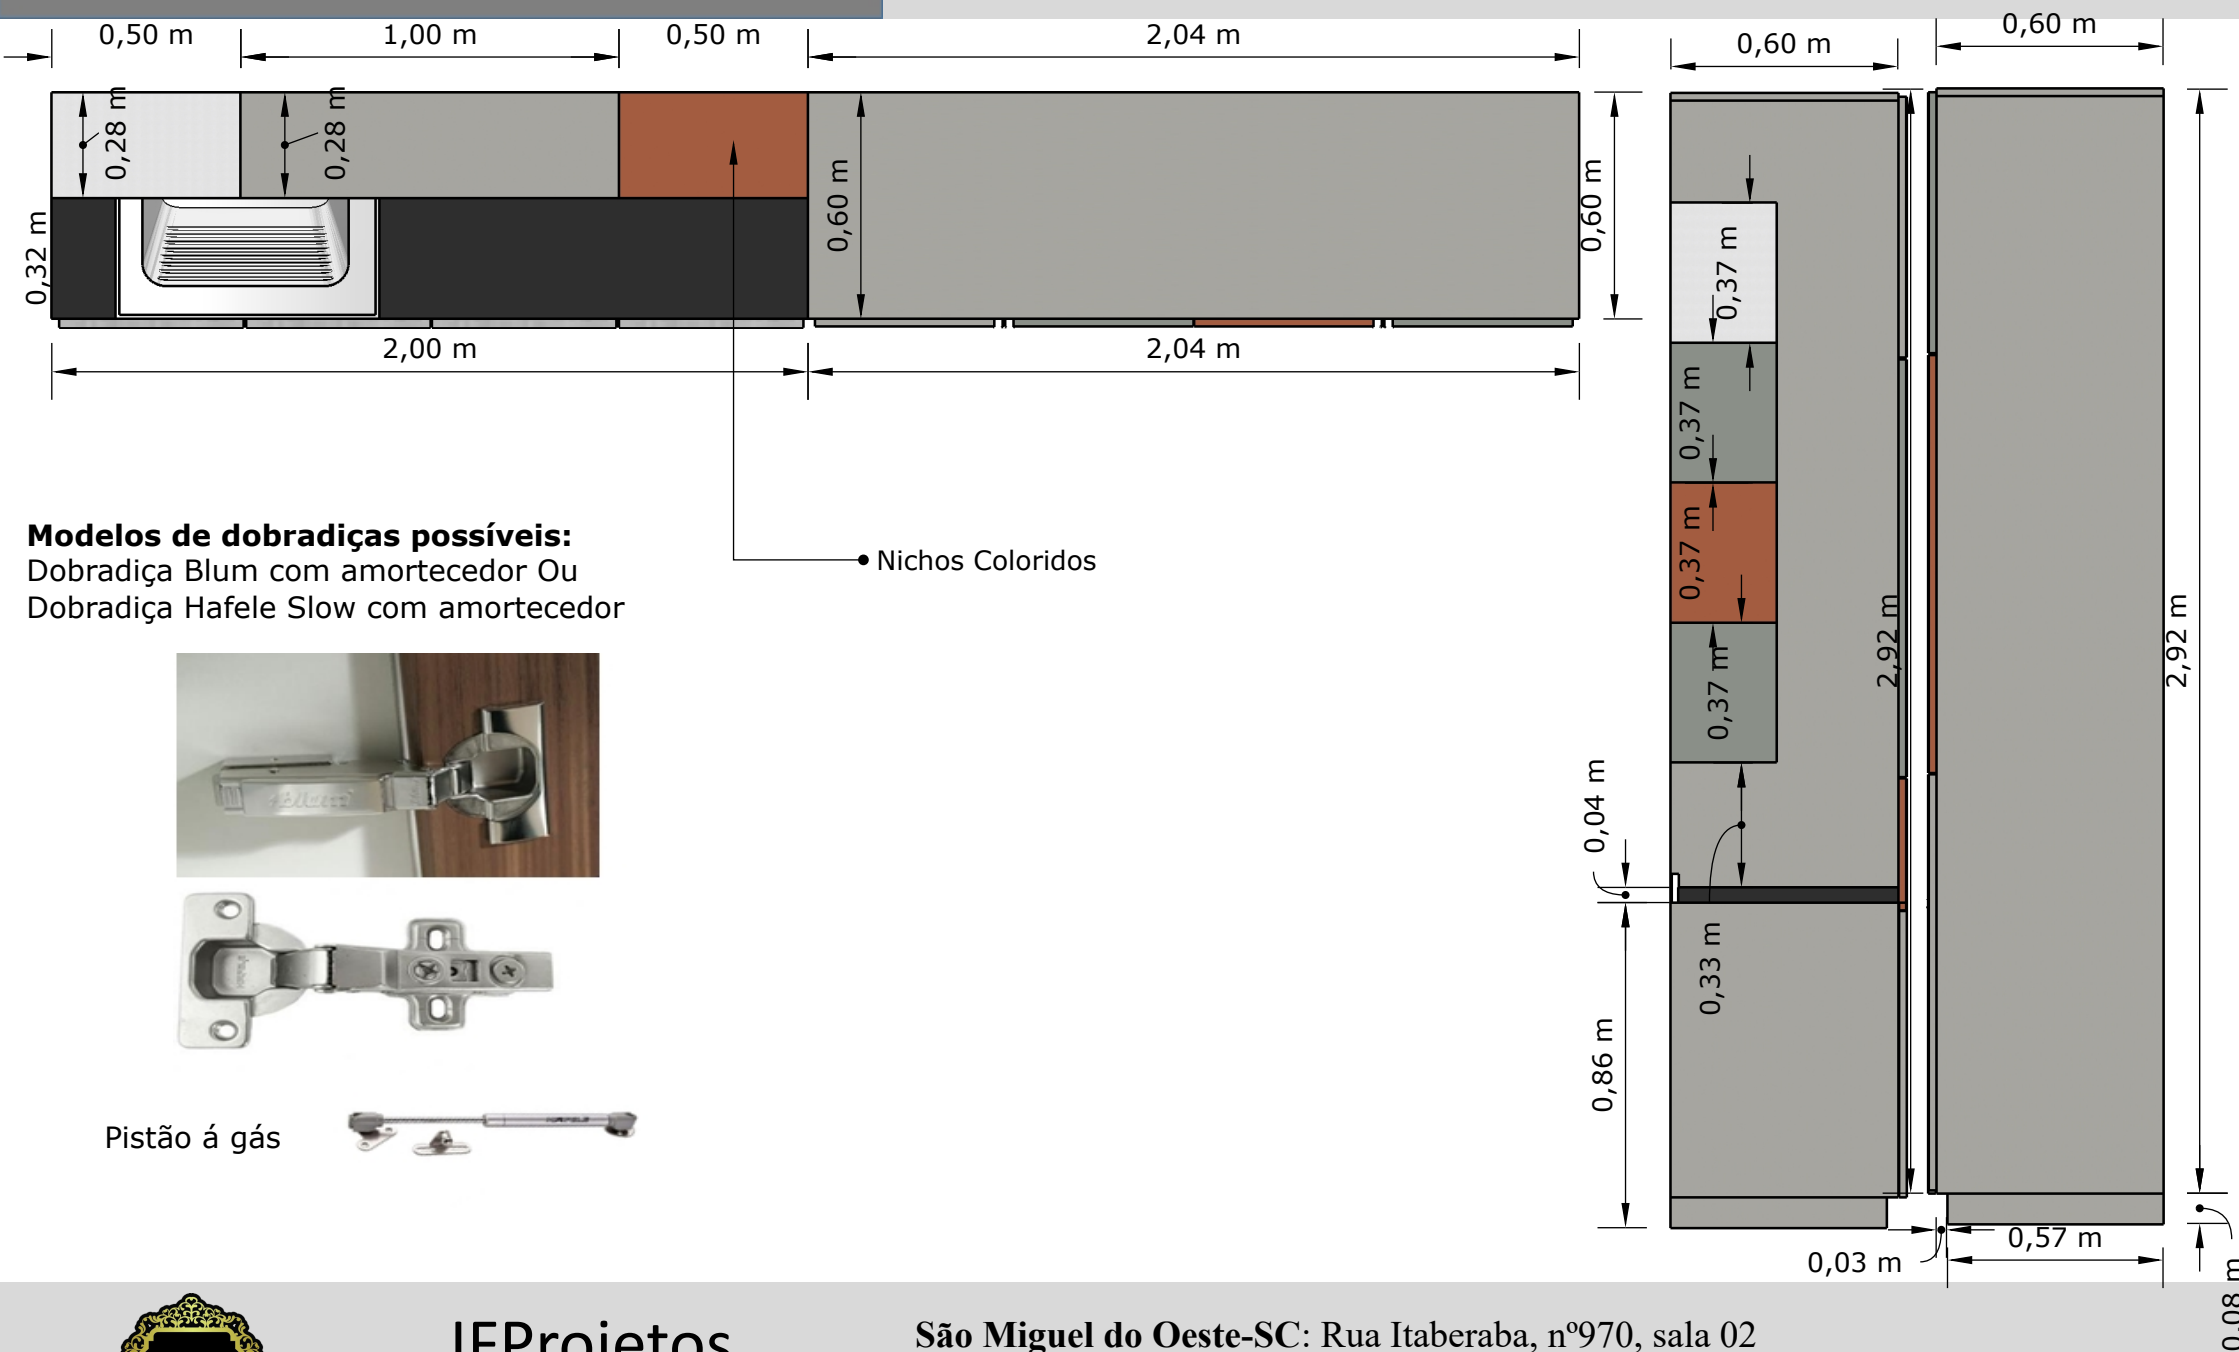 0,50 m
1,00 m
0,50 m
2,04 m
0,60 m
0,60 m
0,28 m
0,28 m
0,32 m
0,60 m
0,60 m
2,00 m
2,04 m
0,37 m
0,37 m
0,37 m
0,37 m
2,92 m
2,92 m
Modelos de dobradiças possíveis:
Dobradiça Blum com amortecedor Ou
Dobradiça Hafele Slow com amortecedor
Nichos Coloridos
blum
0,04 m
0,33 m
0,86 m
Pistão á gás
HAFELE
0,03 m
0,57 m
0,08 m
JFProjetos
São Miguel do Oeste-SC: Rua Itaberaba, nº970, sala 02